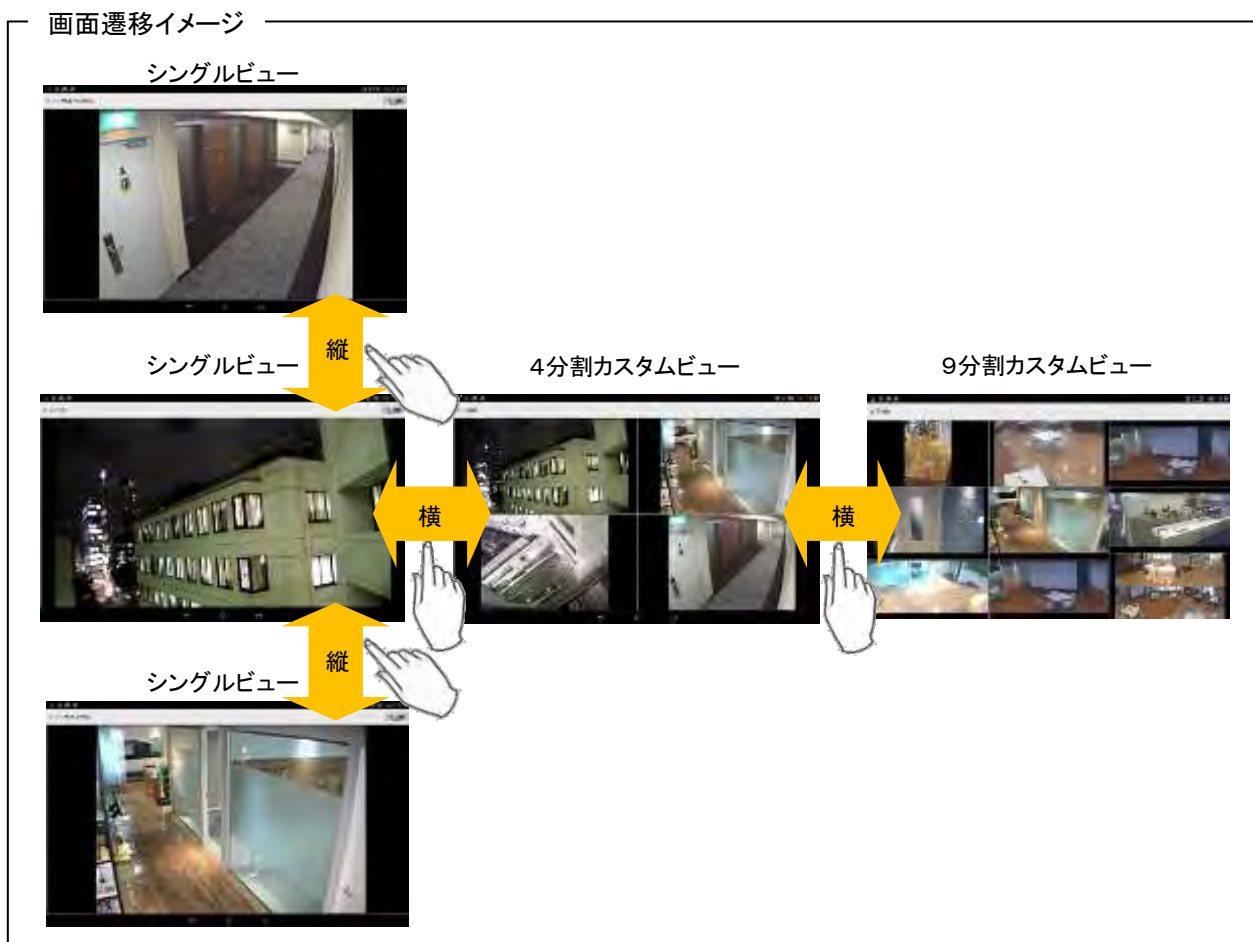 画面遷移イメージ
シングルビュー
縦
シングルビュー
4分割カスタムビュー
9分割カスタムビュー
横
横
縦
シングルビュー